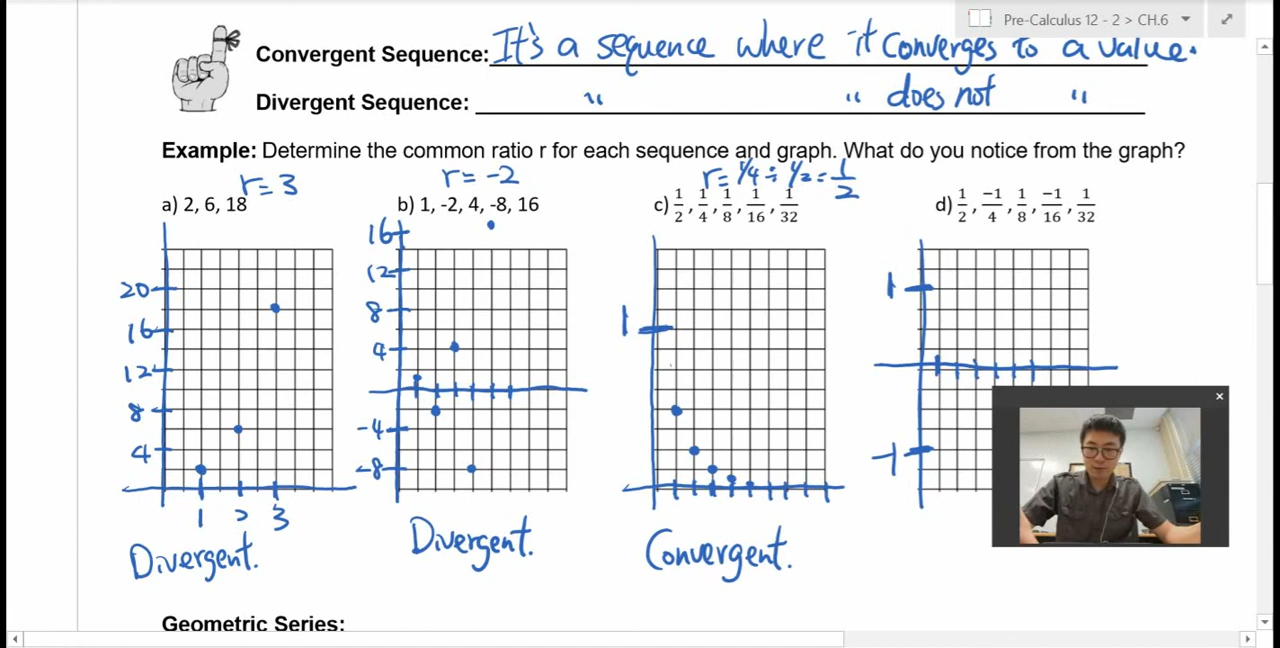 Pre-Calculus 12 - 2 > CH.6
Convergent Sequence: It's a sequence where it converges to a value.
Divergent Sequence: " " does not "
Example: Determine the common ratio r for each sequence and graph. What do you notice from the graph?
r = 3 r = -2 r = 1/4 ÷ 1/2 = 1/2
a) 2, 6, 18 b) 1, -2, 4, -8, 16 c) 1/2, 1/4, 1/8, 1/16, 1/32 d) 1/2, -1/4, 1/8, -1/16, 1/32
20
16
12
8
4
1 2 3
16
12
8
4
-4
-8
1
1
-1
Divergent. Divergent. Convergent.
Geometric Series: